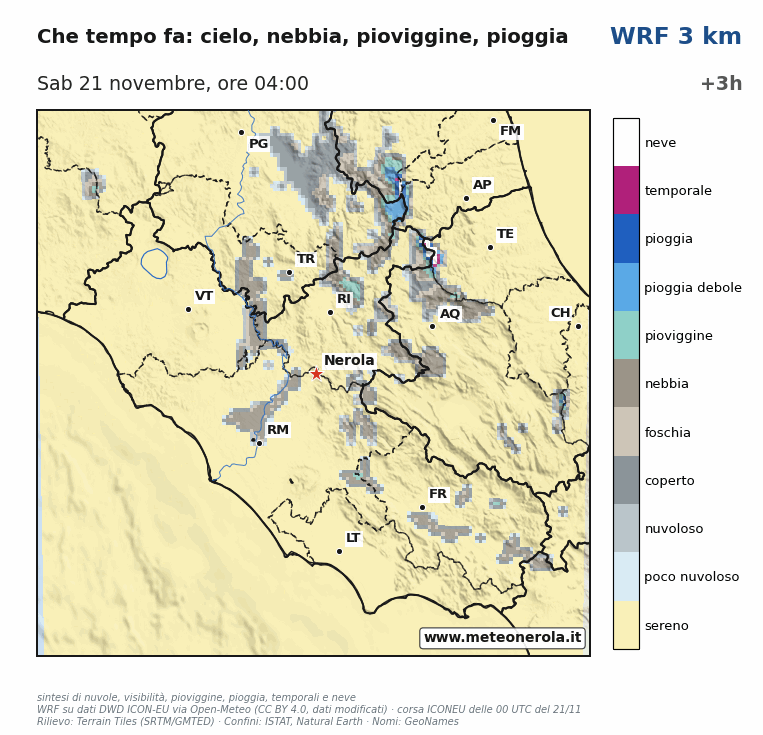 Che tempo fa: cielo, nebbia, pioviggine, pioggia
WRF 3 km
Sab 21 novembre, ore 04:00
+3h
FM
PG
AP
TE
TR
VT
RI
AQ
CH
Nerola
RM
FR
LT
www.meteonerola.it
neve
temporale
pioggia
pioggia debole
pioviggine
nebbia
foschia
coperto
nuvoloso
poco nuvoloso
sereno
sintesi di nuvole, visibilità, pioviggine, pioggia, temporali e neve
WRF su dati DWD ICON-EU via Open-Meteo (CC BY 4.0, dati modificati) · corsa ICONEU delle 00 UTC del 21/11
Rilievo: Terrain Tiles (SRTM/GMTED) · Confini: ISTAT, Natural Earth · Nomi: GeoNames